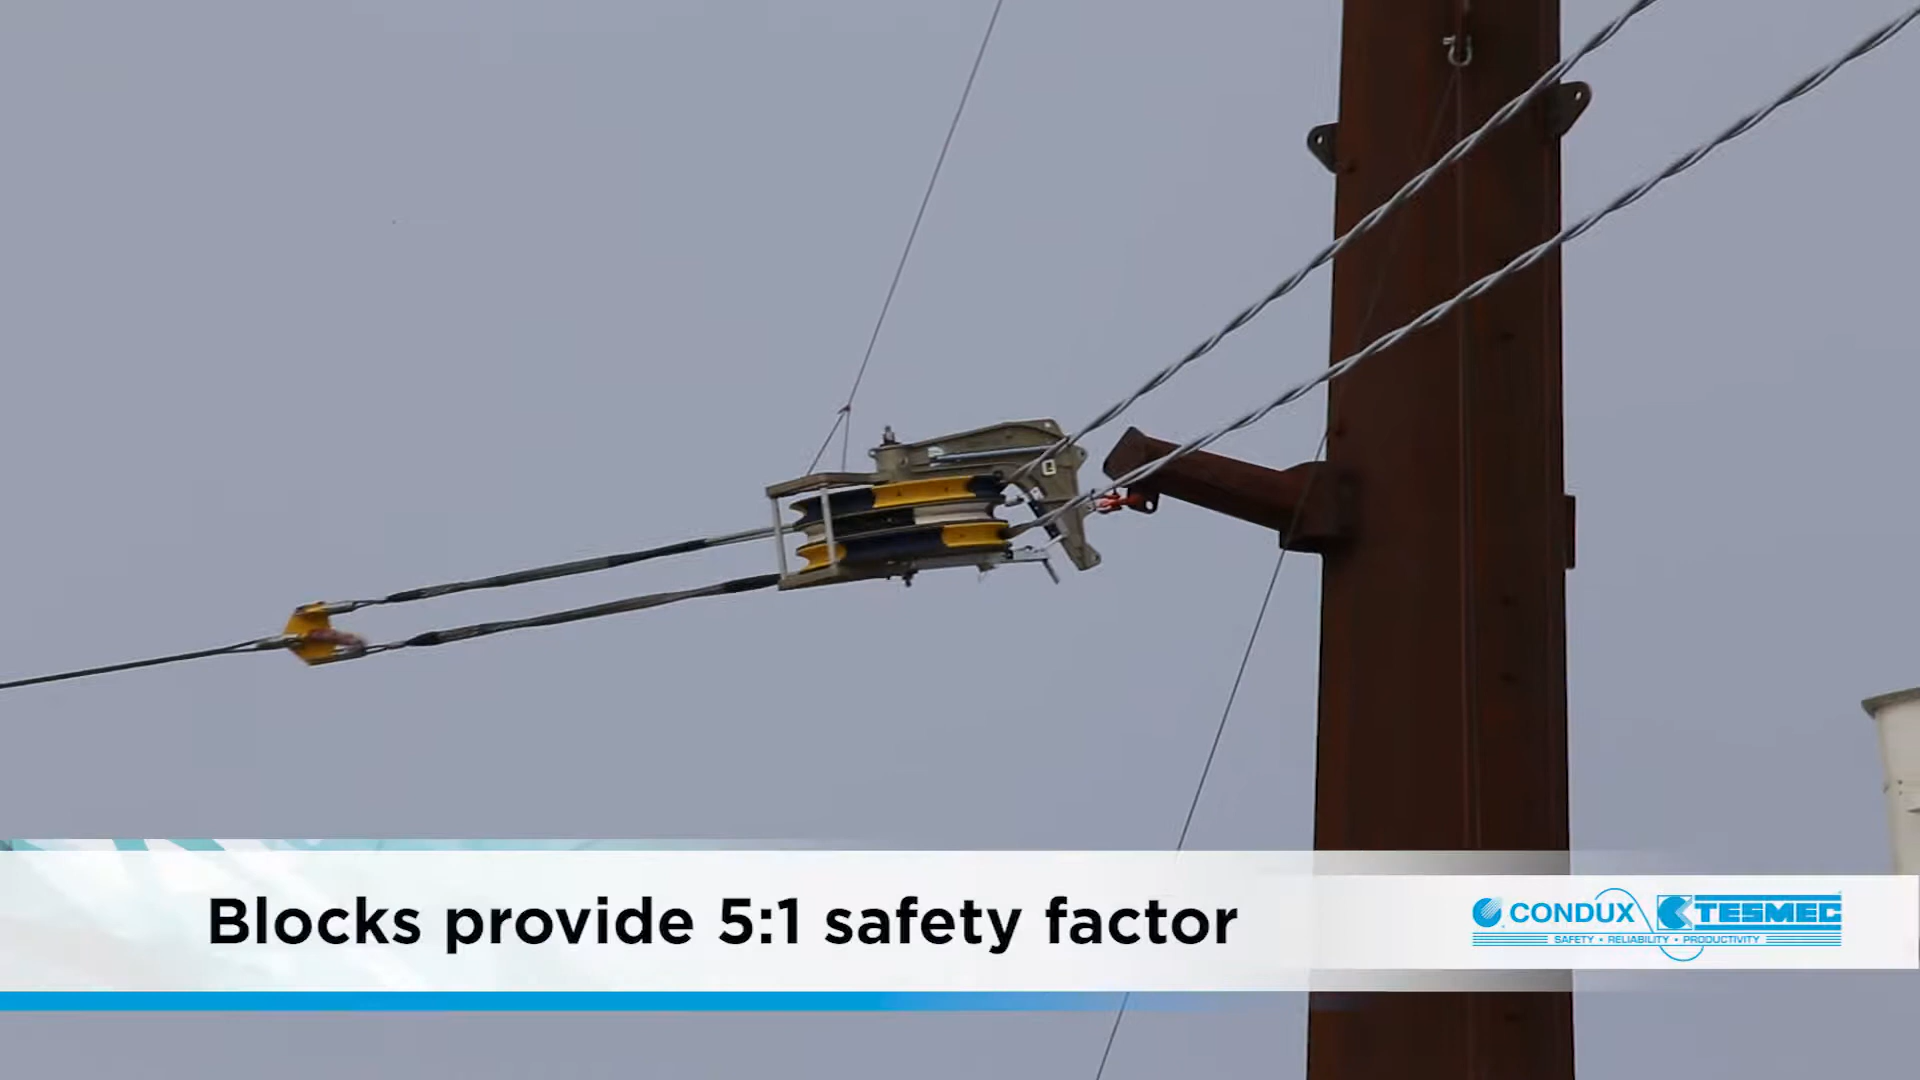 Blocks provide 5:1 safety factor
CONDUX TESMEC
SAFETY • RELIABILITY • PRODUCTIVITY